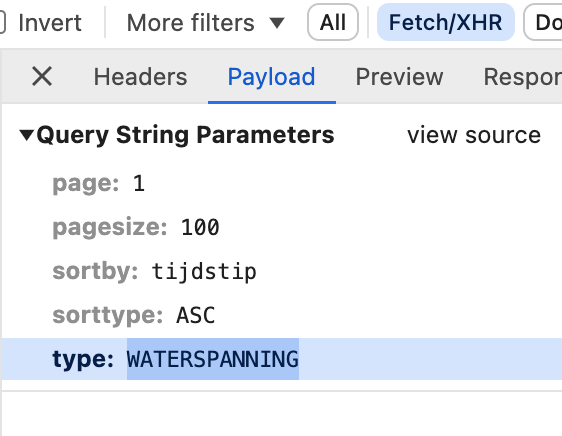 Invert More filters ▼ All Fetch/XHR Do
× Headers Payload Preview Respor
▼Query String Parameters view source
page: 1
pagesize: 100
sortby: tijdstip
sorttype: ASC
type: WATERSPANNING